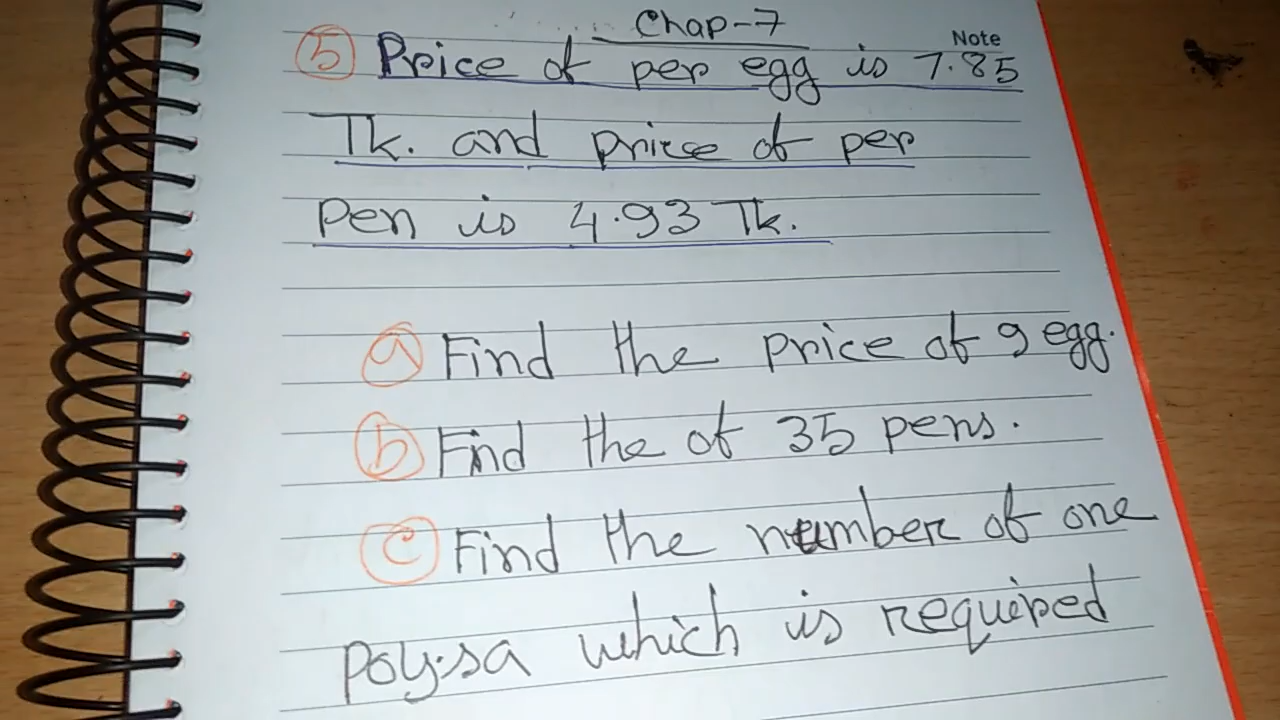 Chap-7
Note
5 Price of per egg is 7.85
Tk. and price of per
Pen is 4.93 Tk.
a Find the price of 9 egg.
b Find the of 35 pens.
c Find the number of one
poysa which is required